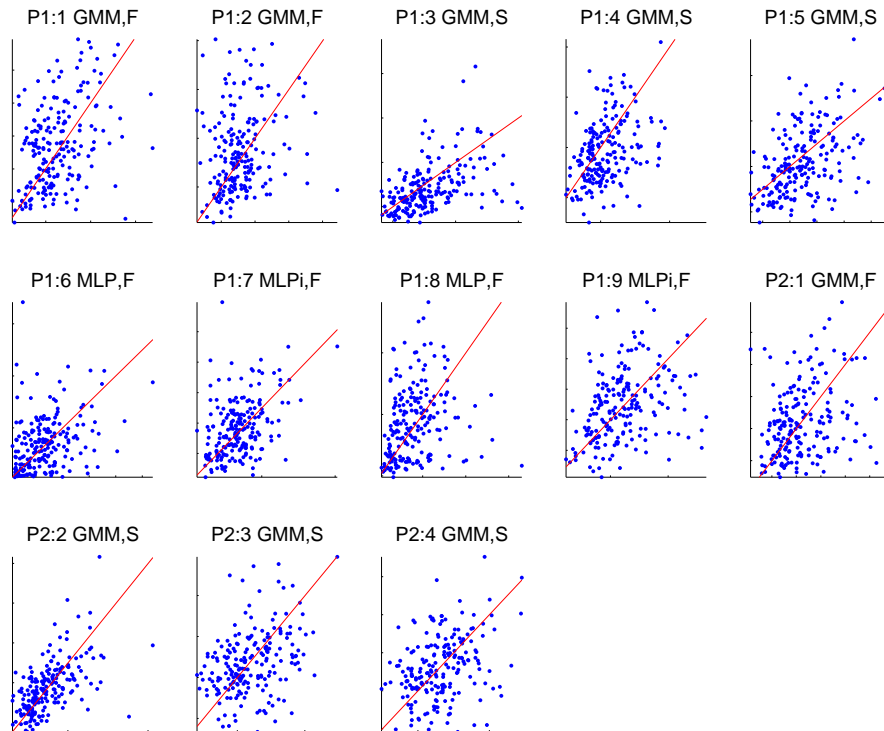 P1:1 GMM,F P1:2 GMM,F P1:3 GMM,S P1:4 GMM,S P1:5 GMM,S
P1:6 MLP,F P1:7 MLPi,F P1:8 MLP,F P1:9 MLPi,F P2:1 GMM,F
P2:2 GMM,S P2:3 GMM,S P2:4 GMM,S